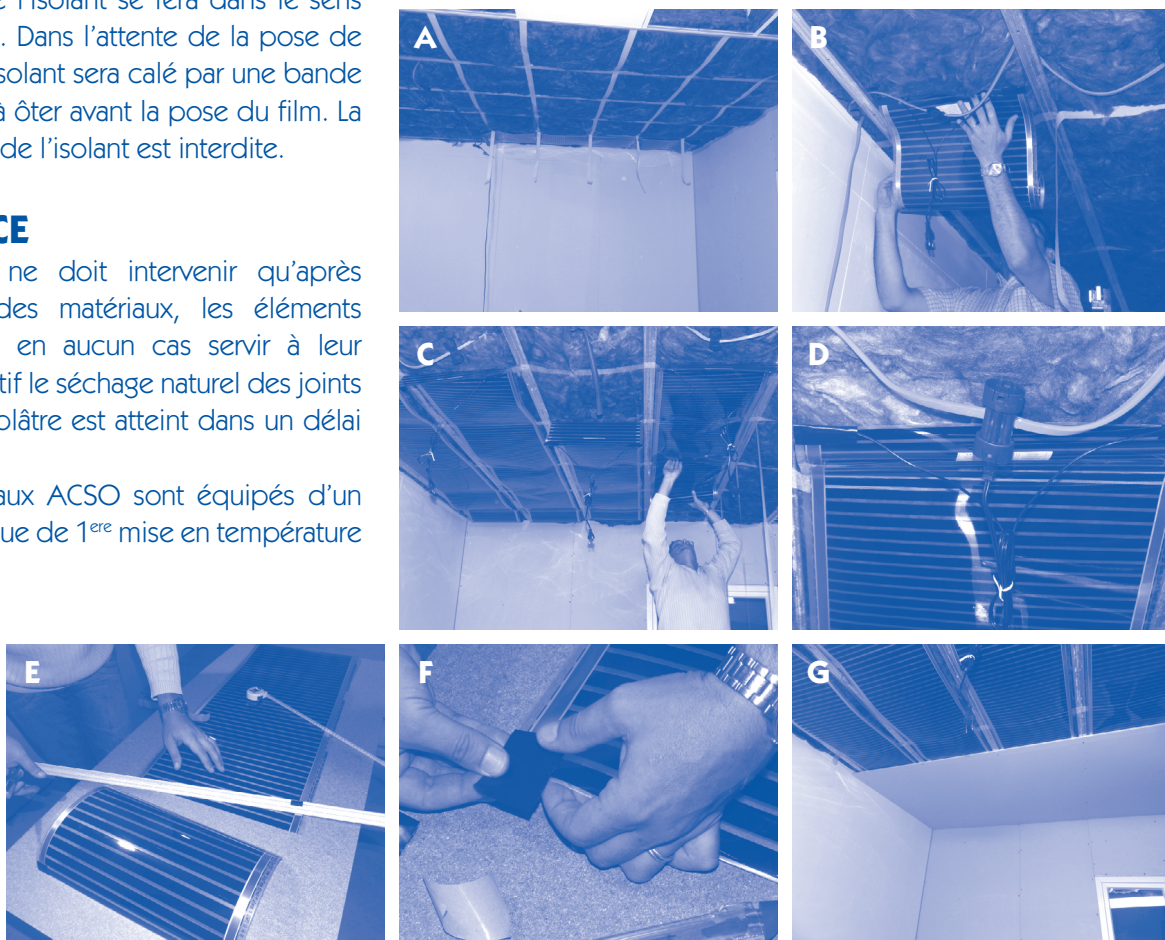 e l'isolant se fera dans le sens
. Dans l'attente de la pose de
isolant sera calé par une bande
à ôter avant la pose du film. La
de l'isolant est interdite.
CE
ne doit intervenir qu'après
des matériaux, les éléments
en aucun cas servir à leur
tif le séchage naturel des joints
plâtre est atteint dans un délai
aux ACSO sont équipés d'un
ue de 1ere mise en température
A
B
C
D
E
F
G